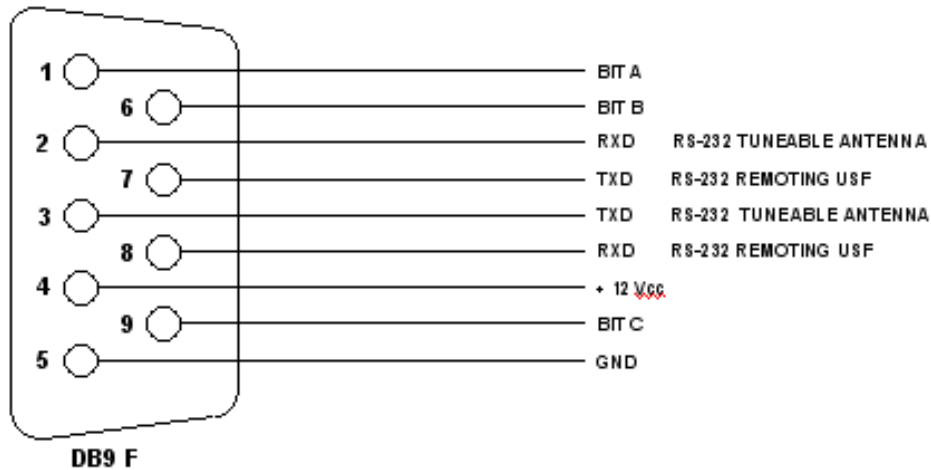 1 BIT A
6 BIT B
2 RXD RS-232 TUNEABLE ANTENNA
7 TXD RS-232 REMOTING USF
3 TXD RS-232 TUNEABLE ANTENNA
8 RXD RS-232 REMOTING USF
4 + 12 Vcc
9 BIT C
5 GND
DB9 F